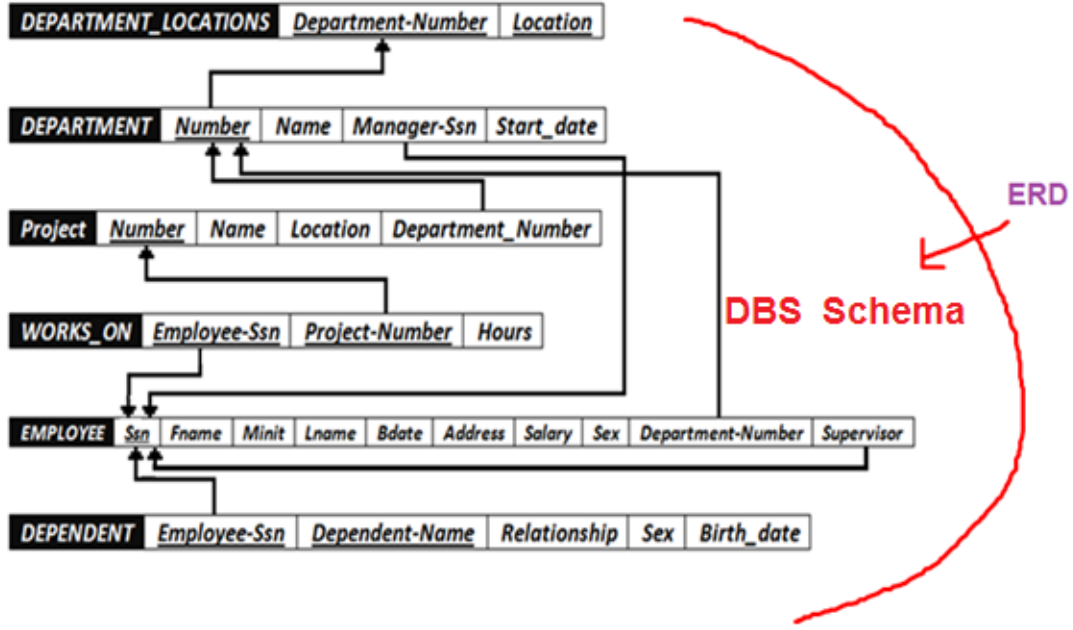 DEPARTMENT_LOCATIONS Department-Number Location
DEPARTMENT Number Name Manager-Ssn Start_date
Project Number Name Location Department_Number
ERD
DBS Schema
WORKS_ON Employee-Ssn Project-Number Hours
EMPLOYEE Ssn Fname Minit Lname Bdate Address Salary Sex Department-Number Supervisor
DEPENDENT Employee-Ssn Dependent-Name Relationship Sex Birth_date